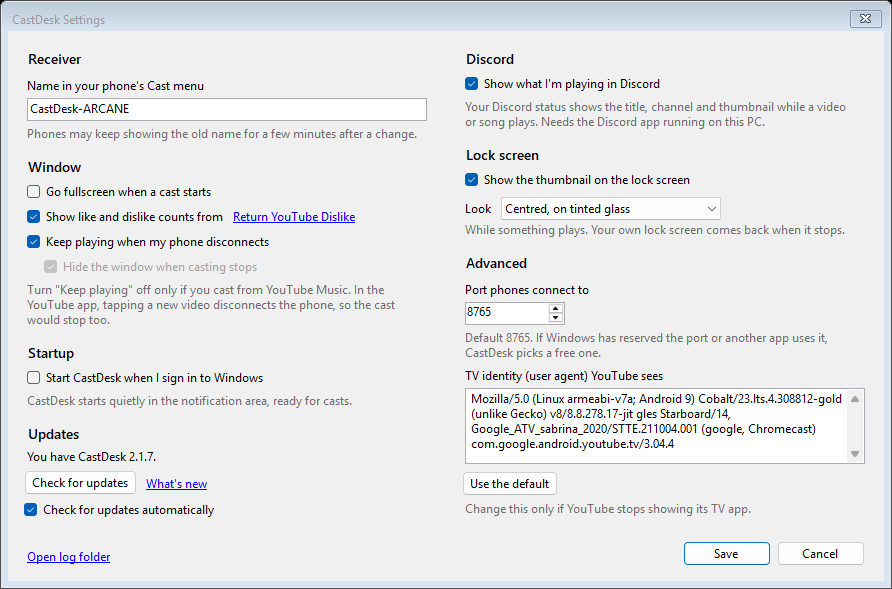 CastDesk Settings
Receiver
Name in your phone's Cast menu
CastDesk-ARCANE
Phones may keep showing the old name for a few minutes after a change.
Window
Go fullscreen when a cast starts
Show like and dislike counts from Return YouTube Dislike
Keep playing when my phone disconnects
Hide the window when casting stops
Turn "Keep playing" off only if you cast from YouTube Music. In the
YouTube app, tapping a new video disconnects the phone, so the cast
would stop too.
Startup
Start CastDesk when I sign in to Windows
CastDesk starts quietly in the notification area, ready for casts.
Updates
You have CastDesk 2.1.7.
Check for updates What's new
Check for updates automatically
Open log folder
Discord
Show what I'm playing in Discord
Your Discord status shows the title, channel and thumbnail while a video
or song plays. Needs the Discord app running on this PC.
Lock screen
Show the thumbnail on the lock screen
Look Centred, on tinted glass
While something plays. Your own lock screen comes back when it stops.
Advanced
Port phones connect to
8765
Default 8765. If Windows has reserved the port or another app uses it,
CastDesk picks a free one.
TV identity (user agent) YouTube sees
Mozilla/5.0 (Linux armeabi-v7a; Android 9) Cobalt/23.lts.4.308812-gold
(unlike Gecko) v8/8.8.278.17-jit gles Starboard/14,
Google_ATV_sabrina_2020/STTE.211004.001 (google, Chromecast)
com.google.android.youtube.tv/3.04.4
Use the default
Change this only if YouTube stops showing its TV app.
Save Cancel